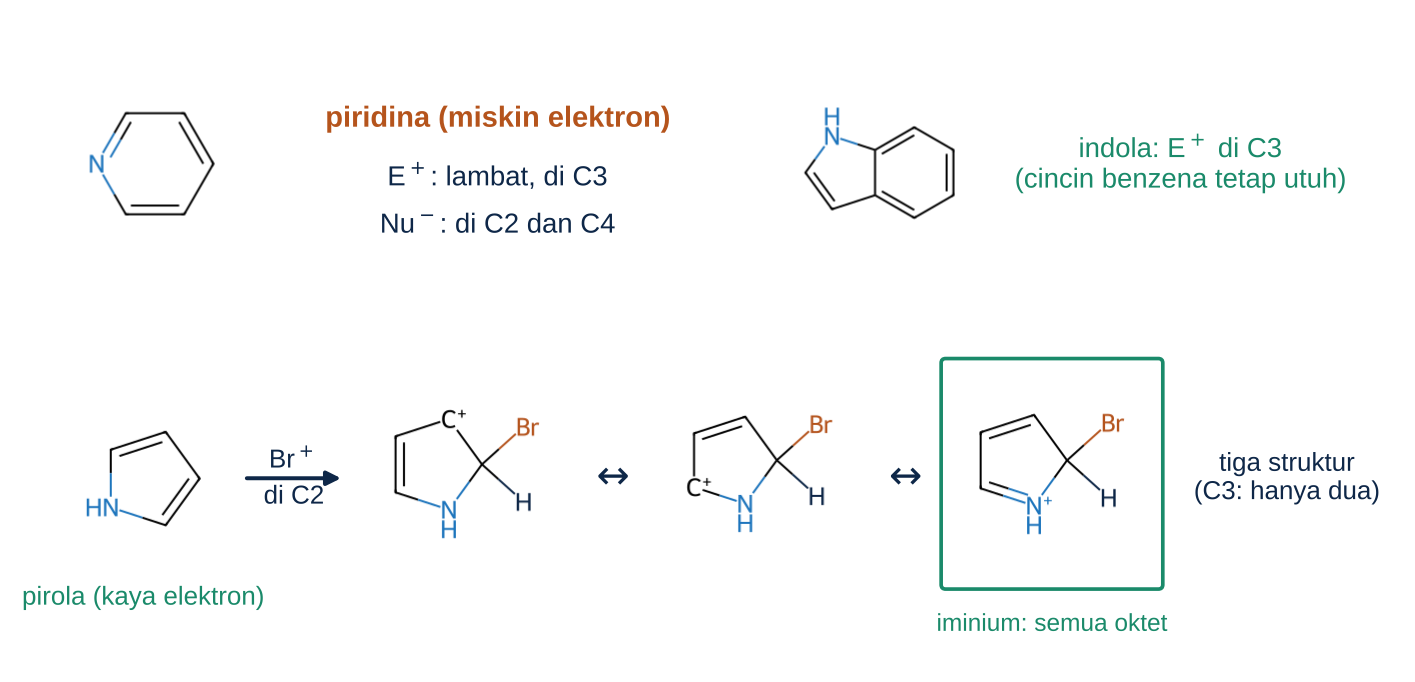 N
piridina (miskin elektron)
E⁺: lambat, di C3
Nu⁻: di C2 dan C4
H
N
indola: E⁺ di C3
(cincin benzena tetap utuh)
HN
pirola (kaya elektron)
Br⁺
di C2
C⁺
Br
H
N
H
↔
Br
C⁺
H
N
H
↔
Br
H
N⁺
H
iminium: semua oktet
tiga struktur
(C3: hanya dua)